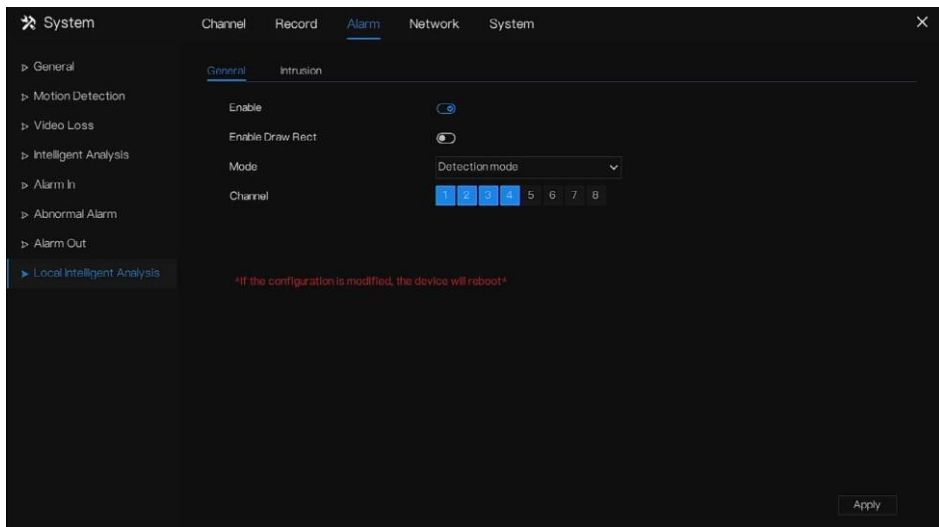 System
Channel Record Alarm Network System
General
Motion Detection
Video Loss
Intelligent Analysis
Alarm In
Abnormal Alarm
Alarm Out
Local Intelligent Analysis
General Intrusion
Enable
Enable Draw Rect
Mode Detection mode
Channel 1 2 3 4 5 6 7 8
*If the configuration is modified, the device will reboot*
Apply